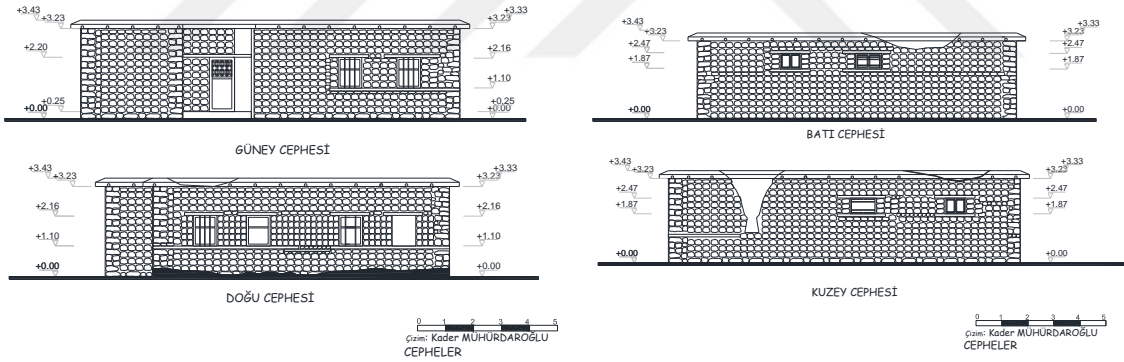 +3.43 +3.23 +3.33 +3.23
+2.20 +2.16
+1.10
+0.25 +0.25
+0.00 +0.00
GÜNEY CEPHESİ
+3.43 +3.23 +3.33 +3.23
+2.47 +2.47
+1.87 +1.87
+0.00 +0.00
BATI CEPHESİ
+3.43 +3.23 +3.33 +3.23
+2.16 +2.16
+1.10 +1.10
+0.00 +0.00
DOĞU CEPHESİ
+3.43 +3.23 +3.33 +3.23
+2.47 +2.47
+1.87 +1.87
+0.00 +0.00
KUZEY CEPHESİ
0 1 2 3 4 5
Çizim: Kader MÜHÜRDAROĞLU
CEPHELER
0 1 2 3 4 5
Çizim: Kader MÜHÜRDAROĞLU
CEPHELER